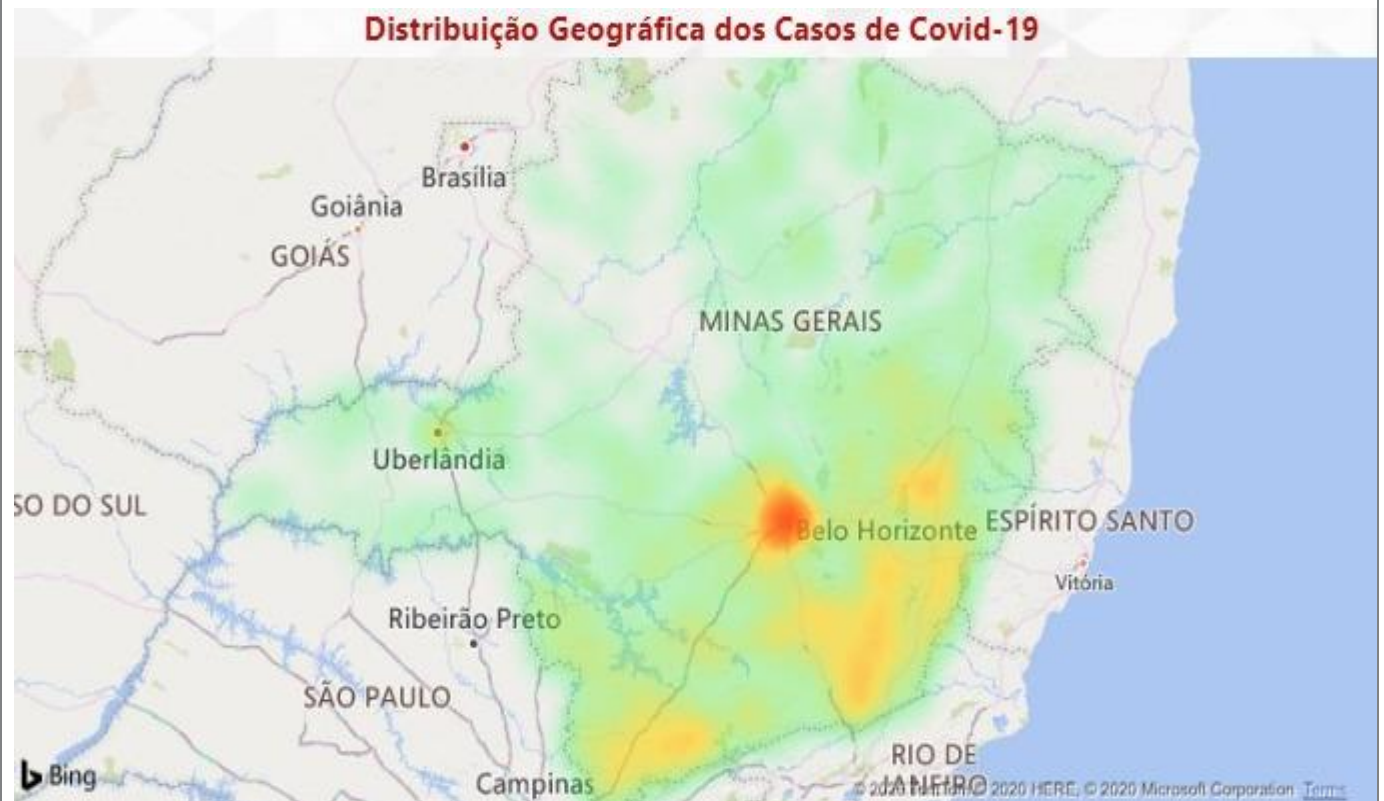 Distribuição Geográfica dos Casos de Covid-19
Brasília
Goiânia
GOIÁS
MINAS GERAIS
Uberlândia
SO DO SUL
Belo Horizonte
ESPÍRITO SANTO
Vitória
Ribeirão Preto
SÃO PAULO
RIO DE
JANEIRO
Bing
Campinas
2020 HERE, © 2020 Microsoft Corporation Terms